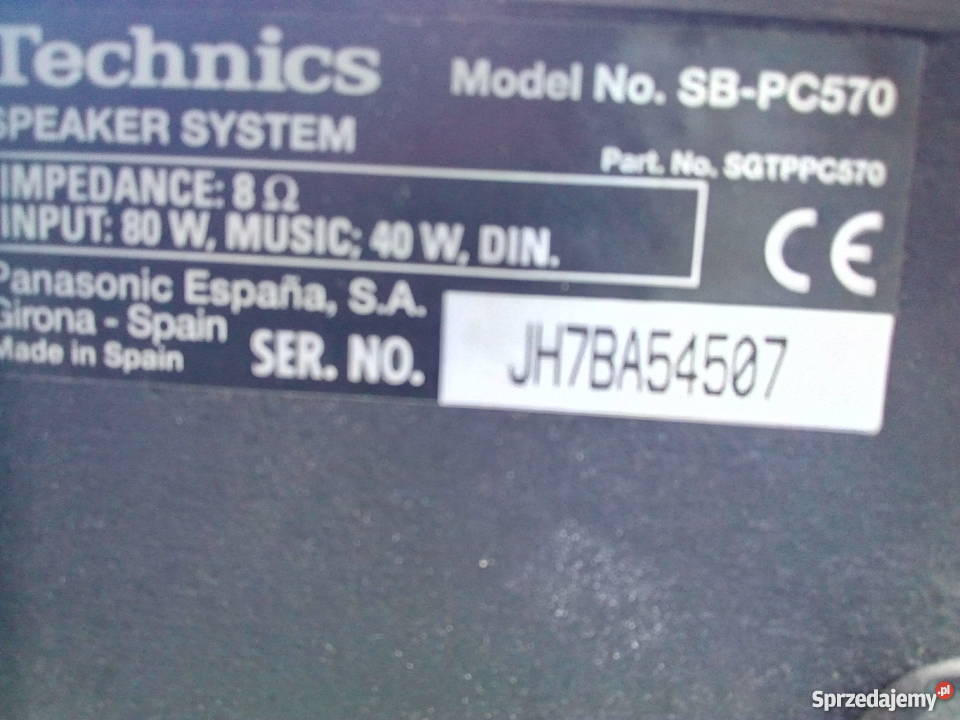 Technics
Model No. SB-PC570
SPEAKER SYSTEM
Part. No. SGTPPC570
IMPEDANCE: 8 Ω
INPUT: 80 W, MUSIC; 40 W, DIN.
CE
Panasonic España, S.A.
Girona - Spain
Made in Spain
SER. NO.
JH7BA54507
Sprzedajemy.pl